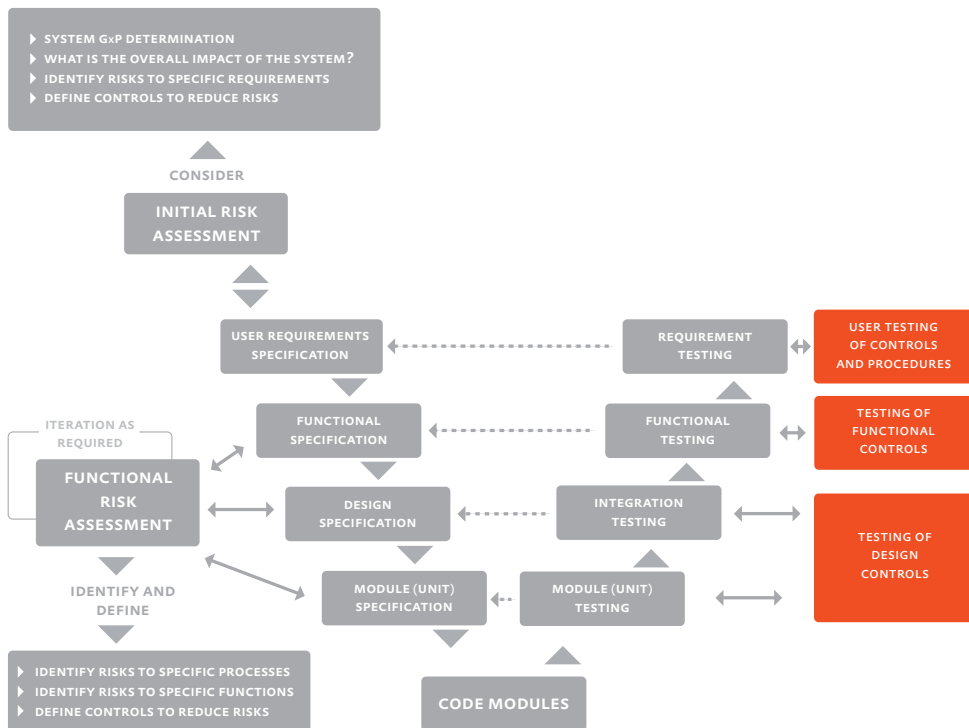 SYSTEM GxP DETERMINATION
WHAT IS THE OVERALL IMPACT OF THE SYSTEM?
IDENTIFY RISKS TO SPECIFIC REQUIREMENTS
DEFINE CONTROLS TO REDUCE RISKS
CONSIDER
INITIAL RISK
ASSESSMENT
USER REQUIREMENTS
SPECIFICATION
REQUIREMENT
TESTING
USER TESTING
OF CONTROLS
AND PROCEDURES
FUNCTIONAL
SPECIFICATION
FUNCTIONAL
TESTING
TESTING OF
FUNCTIONAL
CONTROLS
ITERATION AS
REQUIRED
FUNCTIONAL
RISK
ASSESSMENT
DESIGN
SPECIFICATION
INTEGRATION
TESTING
TESTING OF
DESIGN
CONTROLS
MODULE (UNIT)
SPECIFICATION
MODULE (UNIT)
TESTING
IDENTIFY AND
DEFINE
IDENTIFY RISKS TO SPECIFIC PROCESSES
IDENTIFY RISKS TO SPECIFIC FUNCTIONS
DEFINE CONTROLS TO REDUCE RISKS
CODE MODULES